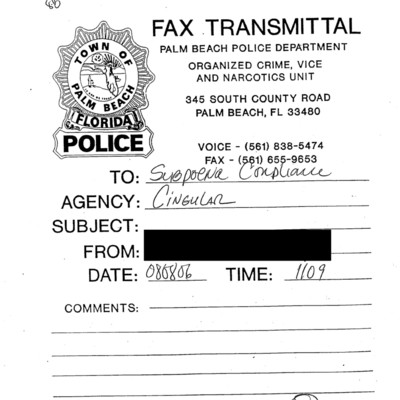 FAX TRANSMITTAL
PALM BEACH POLICE DEPARTMENT
ORGANIZED CRIME, VICE
AND NARCOTICS UNIT
345 SOUTH COUNTY ROAD
PALM BEACH, FL 33480
TOWN OF
PALM BEACH
FLORIDA
POLICE
VOICE - (561) 838-5474
FAX - (561) 655-9653
TO: Subpoena Compliance
AGENCY: Cingular
SUBJECT:
FROM:
DATE: 080806 TIME: 1109
COMMENTS: